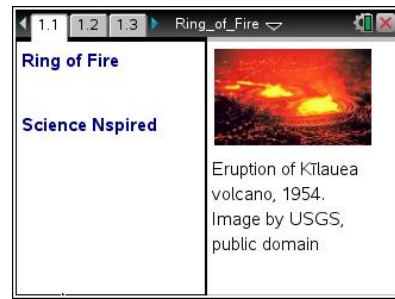 1.1 1.2 1.3 Ring_of_Fire
Ring of Fire
Science Nspired
Eruption of Kīlauea
volcano, 1954.
Image by USGS,
public domain